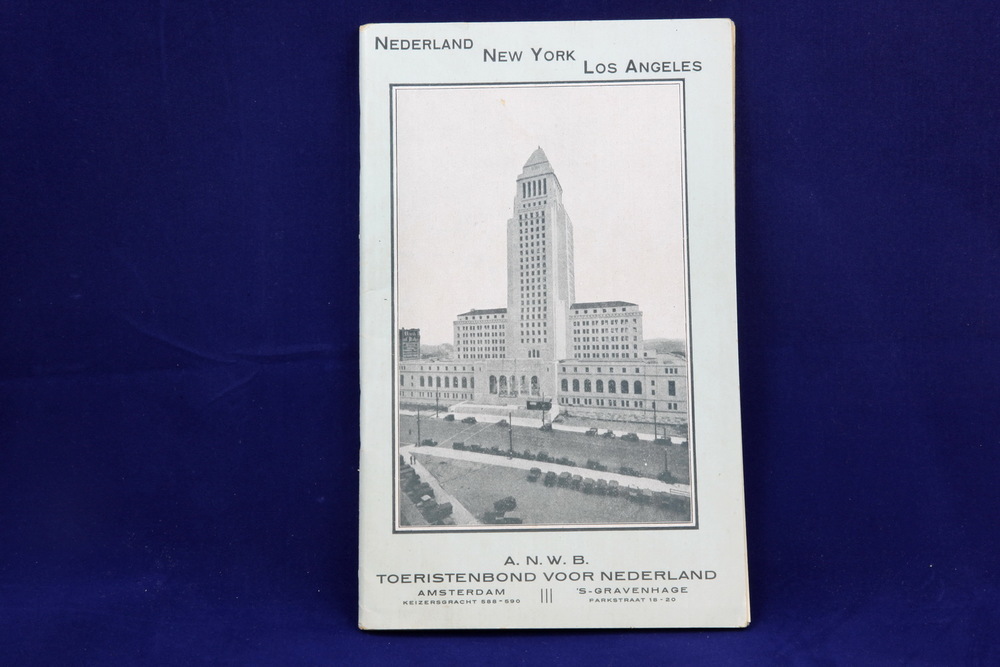 NEDERLAND
NEW YORK
LOS ANGELES
A. N. W. B.
TOERISTENBOND VOOR NEDERLAND
AMSTERDAM 'S-GRAVENHAGE
KEIZERSGRACHT 588-590 PARKSTRAAT 18-20